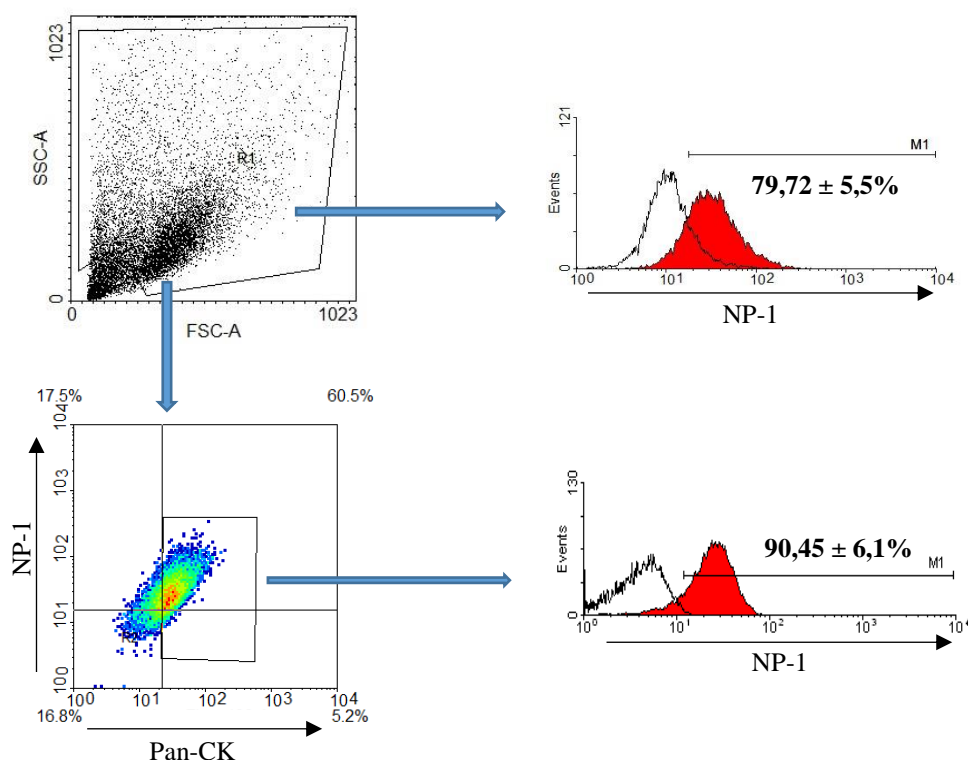 1023
SSC-A
R1
0
0
1023
FSC-A
121
M1
79,72 ± 5,5%
Events
0
10⁰ 10¹ 10² 10³ 10⁴
NP-1
17.5% 60.5%
10⁴
10³
NP-1
10²
10¹
R2
10⁰
10⁰ 10¹ 10² 10³ 10⁴
16.8% 5.2%
Pan-CK
130
90,45 ± 6,1%
Events
M1
0
10⁰ 10¹ 10² 10³ 10⁴
NP-1